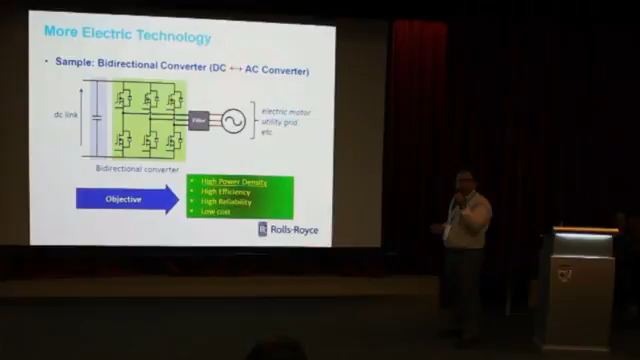 More Electric Technology
• Sample: Bidirectional Converter (DC ↔ AC Converter)
dc link
Filter
electric motor
utility grid
etc.
Bidirectional converter
Objective
• High Power Density
• High Efficiency
• High Reliability
• Low cost
RR Rolls-Royce